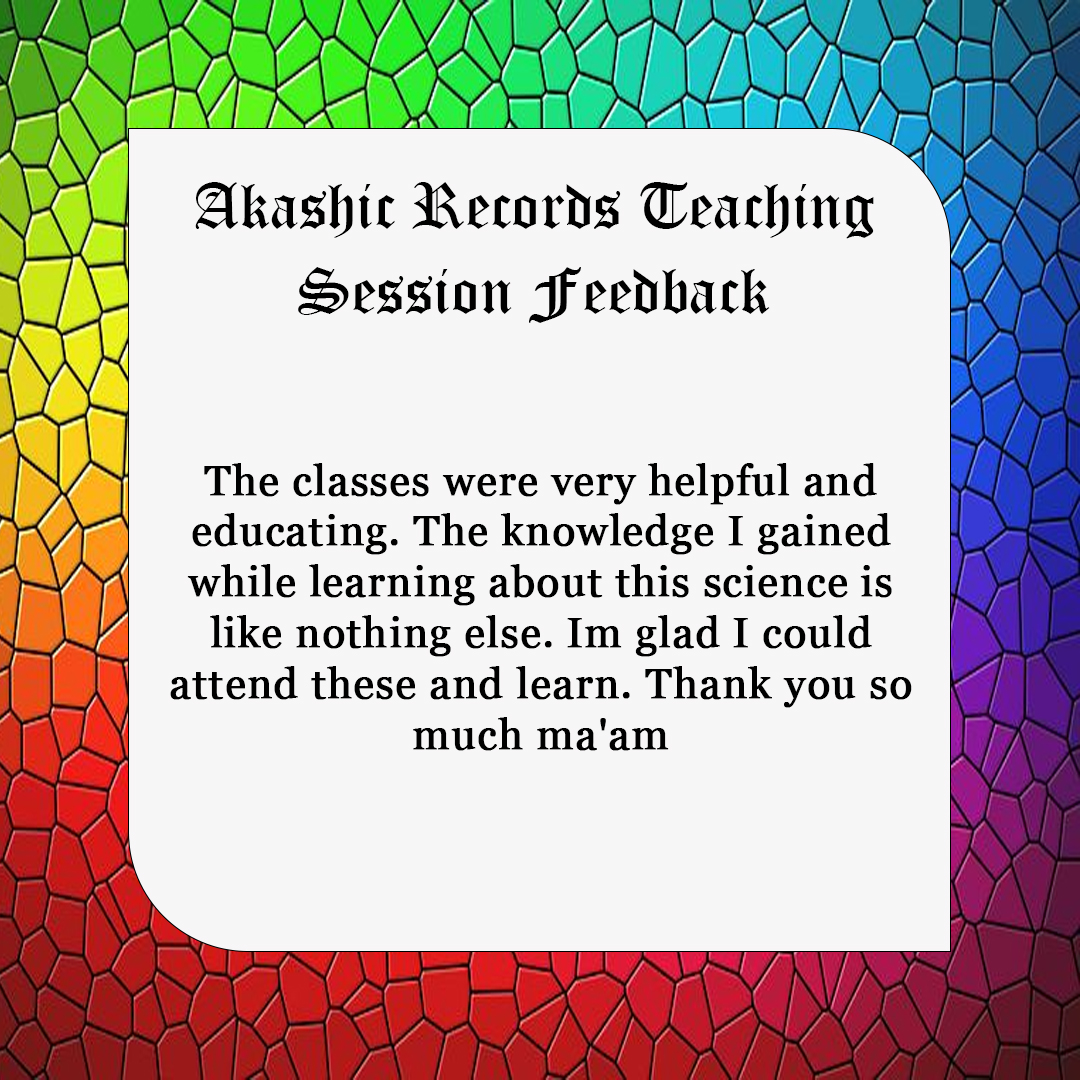 Akashic Records Teaching
Session Feedback
The classes were very helpful and
educating. The knowledge I gained
while learning about this science is
like nothing else. Im glad I could
attend these and learn. Thank you so
much ma'am